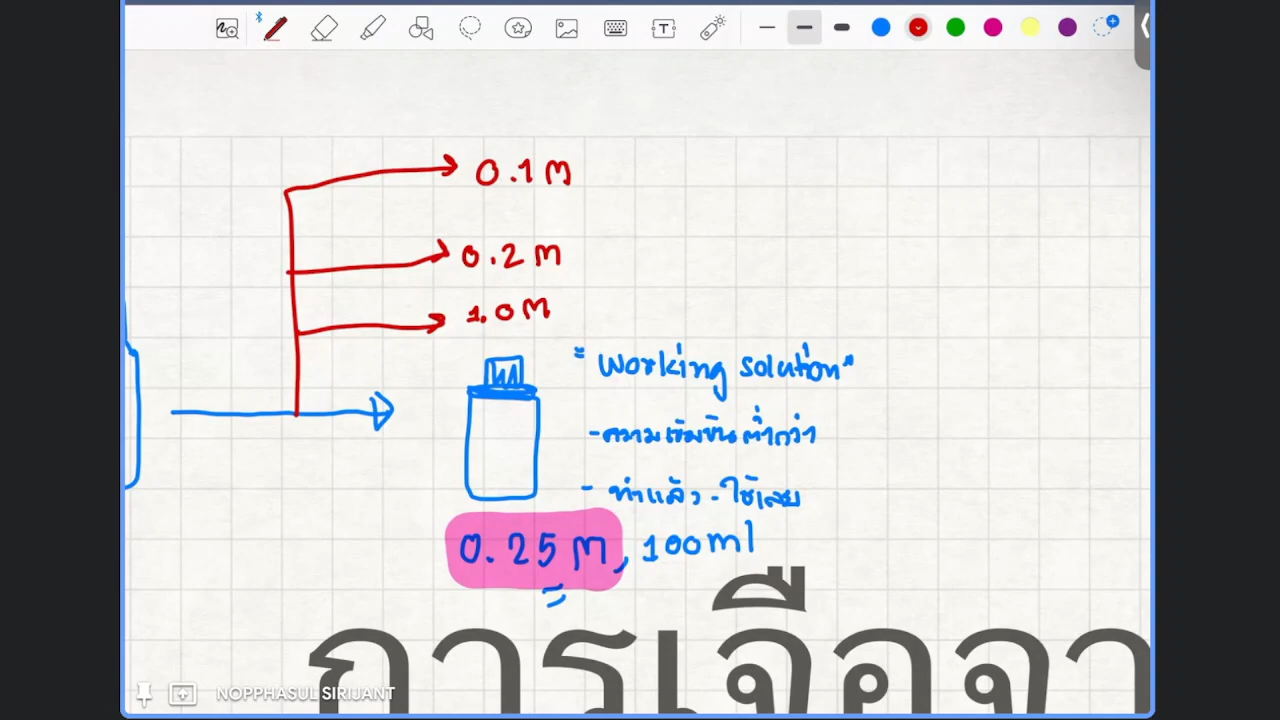 0.1 M
0.2 M
1.0 M
"Working solution"
- ความเข้มข้นต่ำกว่า
- ทำแล้ว - ใช้เลย
0.25 M, 100 ml
การเจือจา
NOPPHASUL SIRIJANT